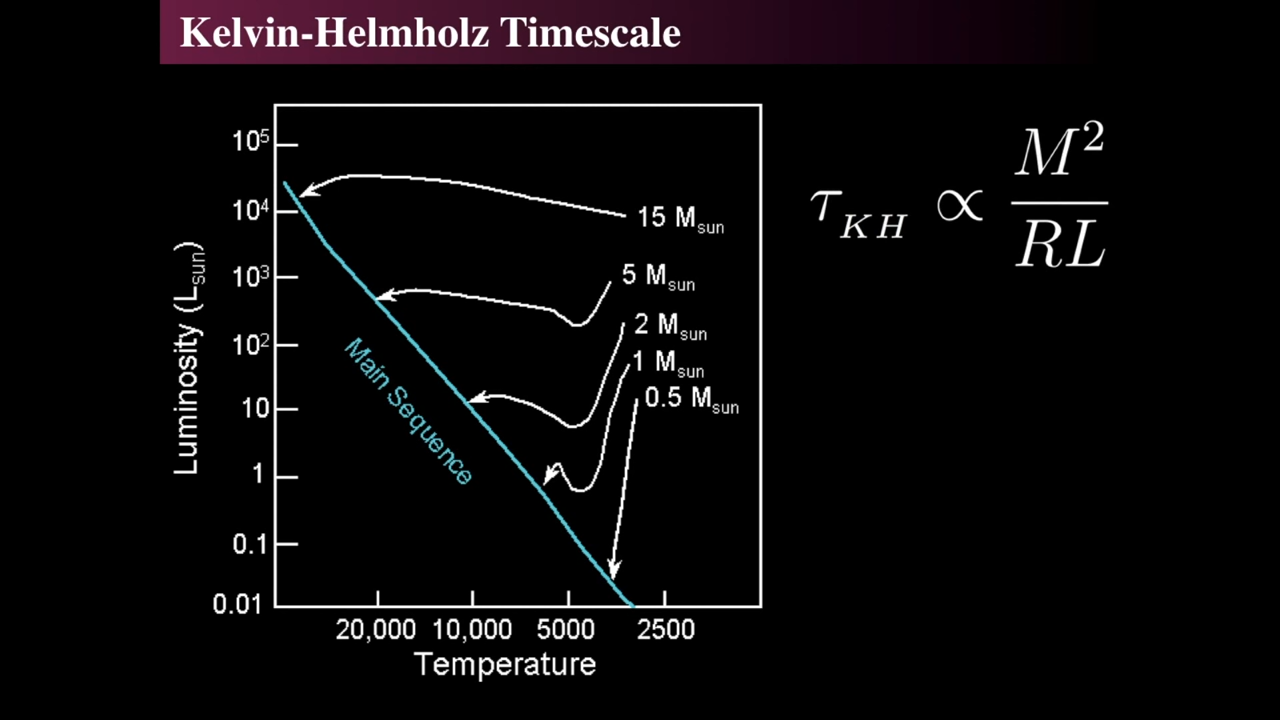 Kelvin-Helmholz Timescale
10⁵
10⁴
10³
10²
10
1
0.1
0.01
Luminosity (L_sun)
15 M_sun
5 M_sun
2 M_sun
1 M_sun
0.5 M_sun
Main Sequence
20,000 10,000 5000 2500
Temperature
τ_KH ∝ M² / RL